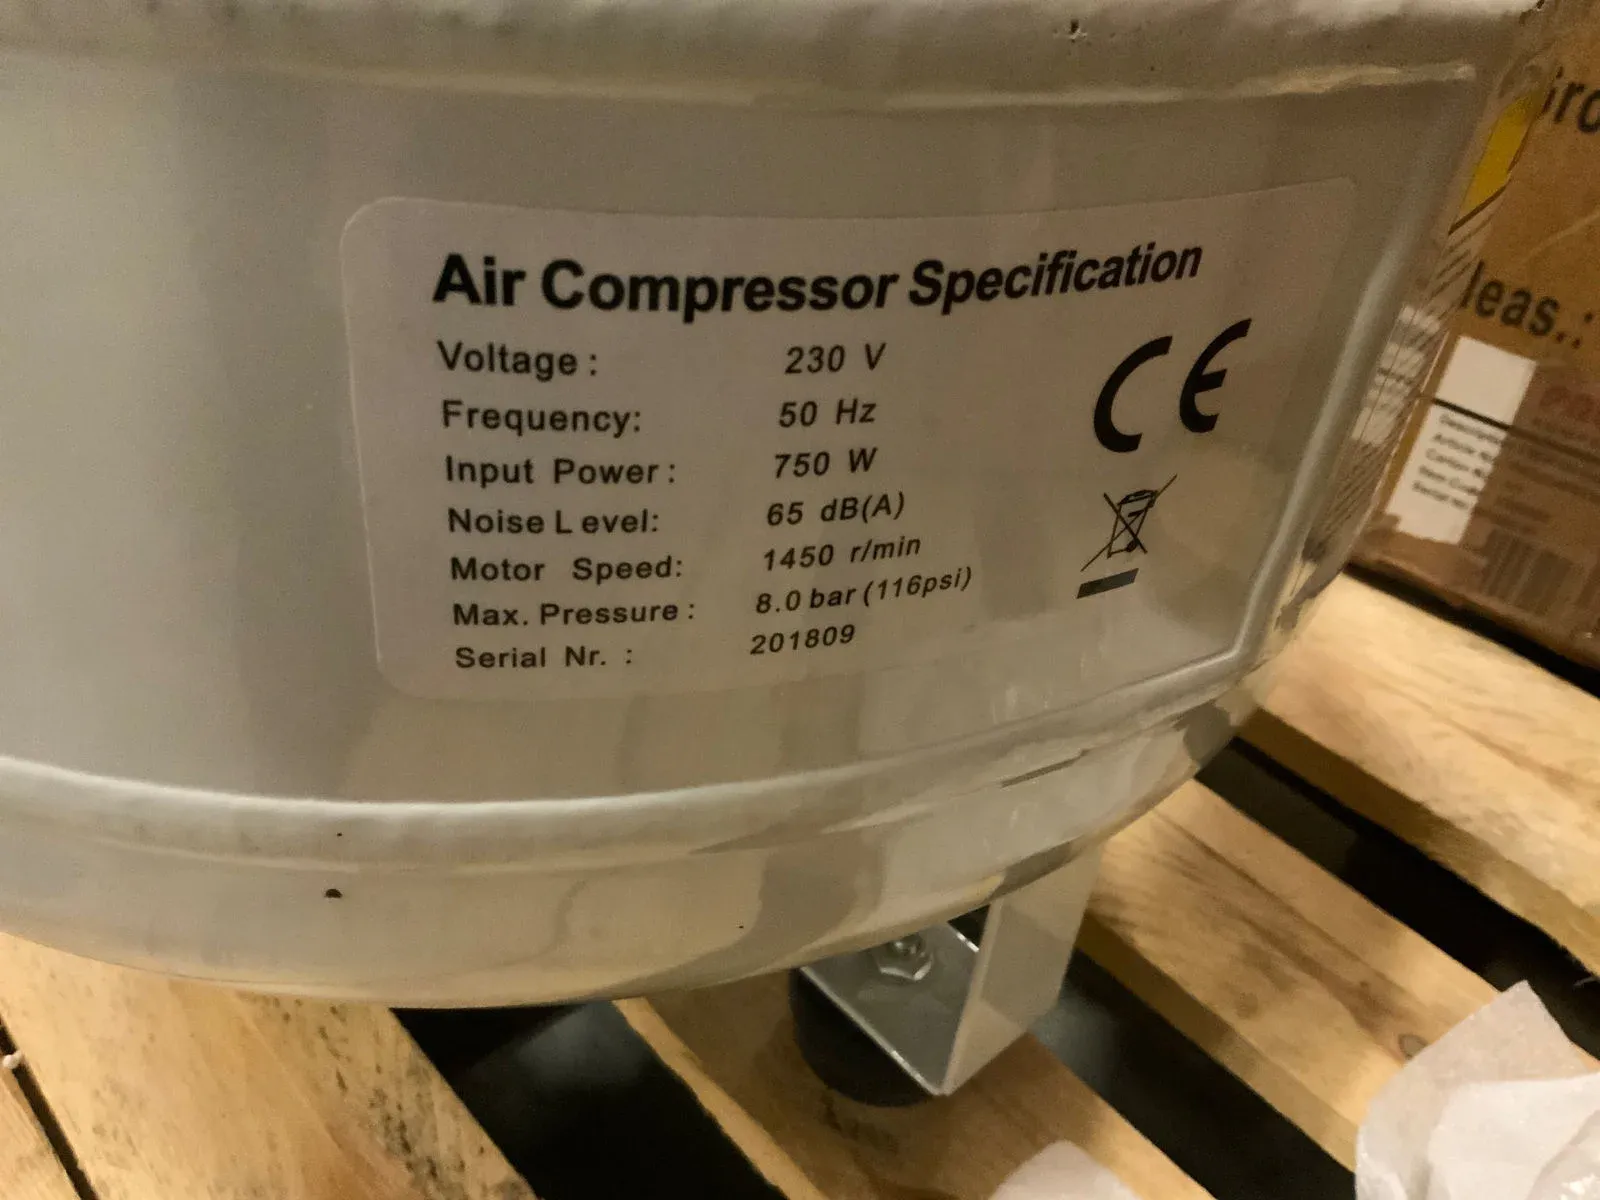 Air Compressor Specification
Voltage : 230 V
Frequency: 50 Hz
Input Power : 750 W
Noise L evel: 65 dB(A)
Motor Speed: 1450 r/min
Max. Pressure : 8.0 bar (116psi)
Serial Nr. : 201809
CE
leas.: